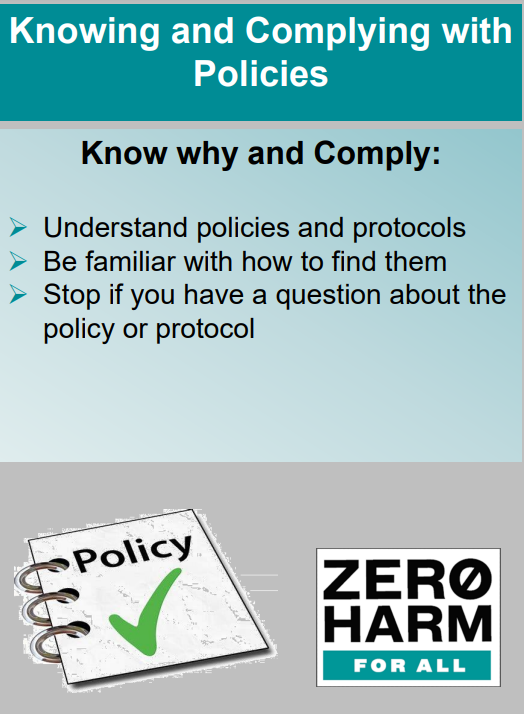 Knowing and Complying with
Policies
Know why and Comply:
Understand policies and protocols
Be familiar with how to find them
Stop if you have a question about the
policy or protocol
Policy
ZERO
HARM
FOR ALL